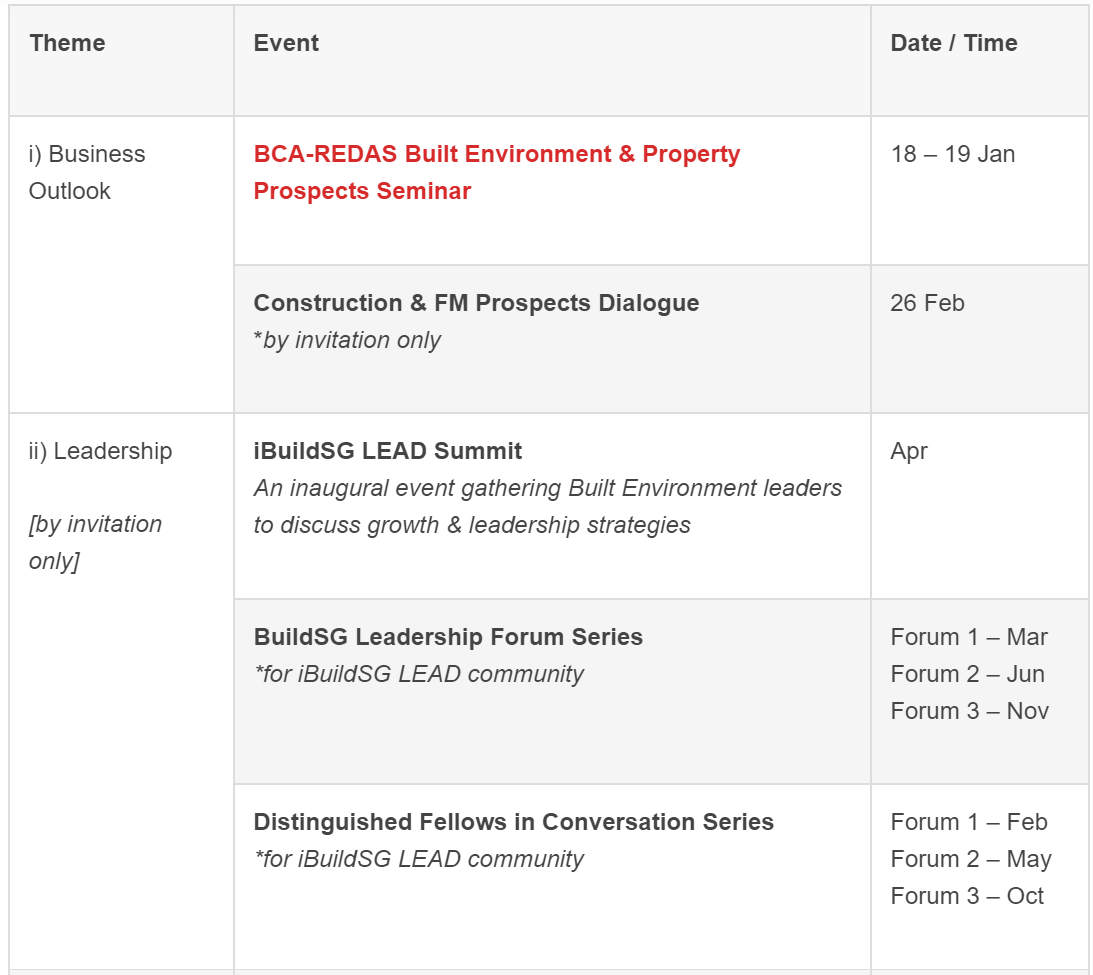 Theme
Event
Date / Time
i) Business
Outlook
BCA-REDAS Built Environment & Property
Prospects Seminar
18 – 19 Jan
Construction & FM Prospects Dialogue
*by invitation only
26 Feb
ii) Leadership
[by invitation
only]
iBuildSG LEAD Summit
An inaugural event gathering Built Environment leaders
to discuss growth & leadership strategies
Apr
BuildSG Leadership Forum Series
*for iBuildSG LEAD community
Forum 1 – Mar
Forum 2 – Jun
Forum 3 – Nov
Distinguished Fellows in Conversation Series
*for iBuildSG LEAD community
Forum 1 – Feb
Forum 2 – May
Forum 3 – Oct